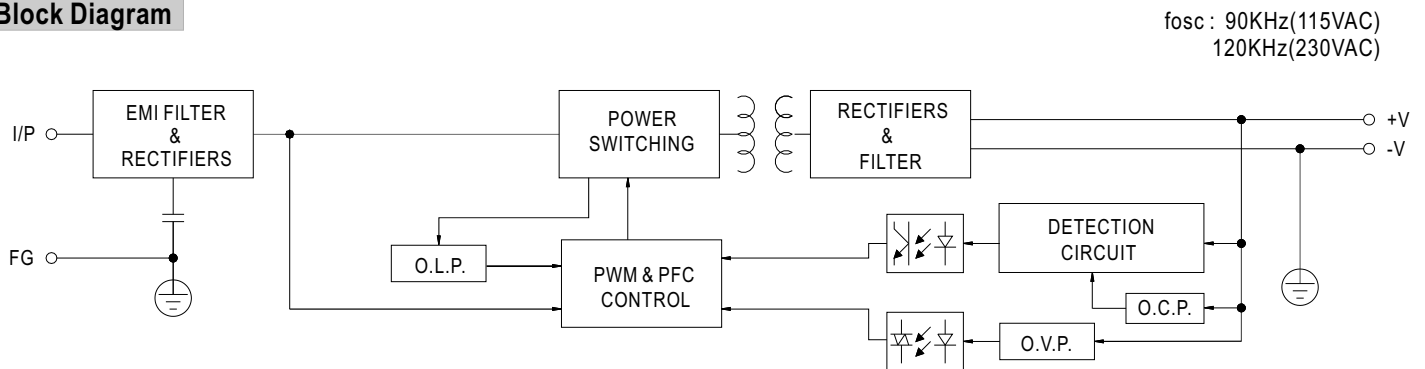 Block Diagram
fosc : 90KHz(115VAC)
120KHz(230VAC)
I/P
EMI FILTER
&
RECTIFIERS
POWER
SWITCHING
RECTIFIERS
&
FILTER
+V
-V
FG
O.L.P.
PWM & PFC
CONTROL
DETECTION
CIRCUIT
O.C.P.
O.V.P.